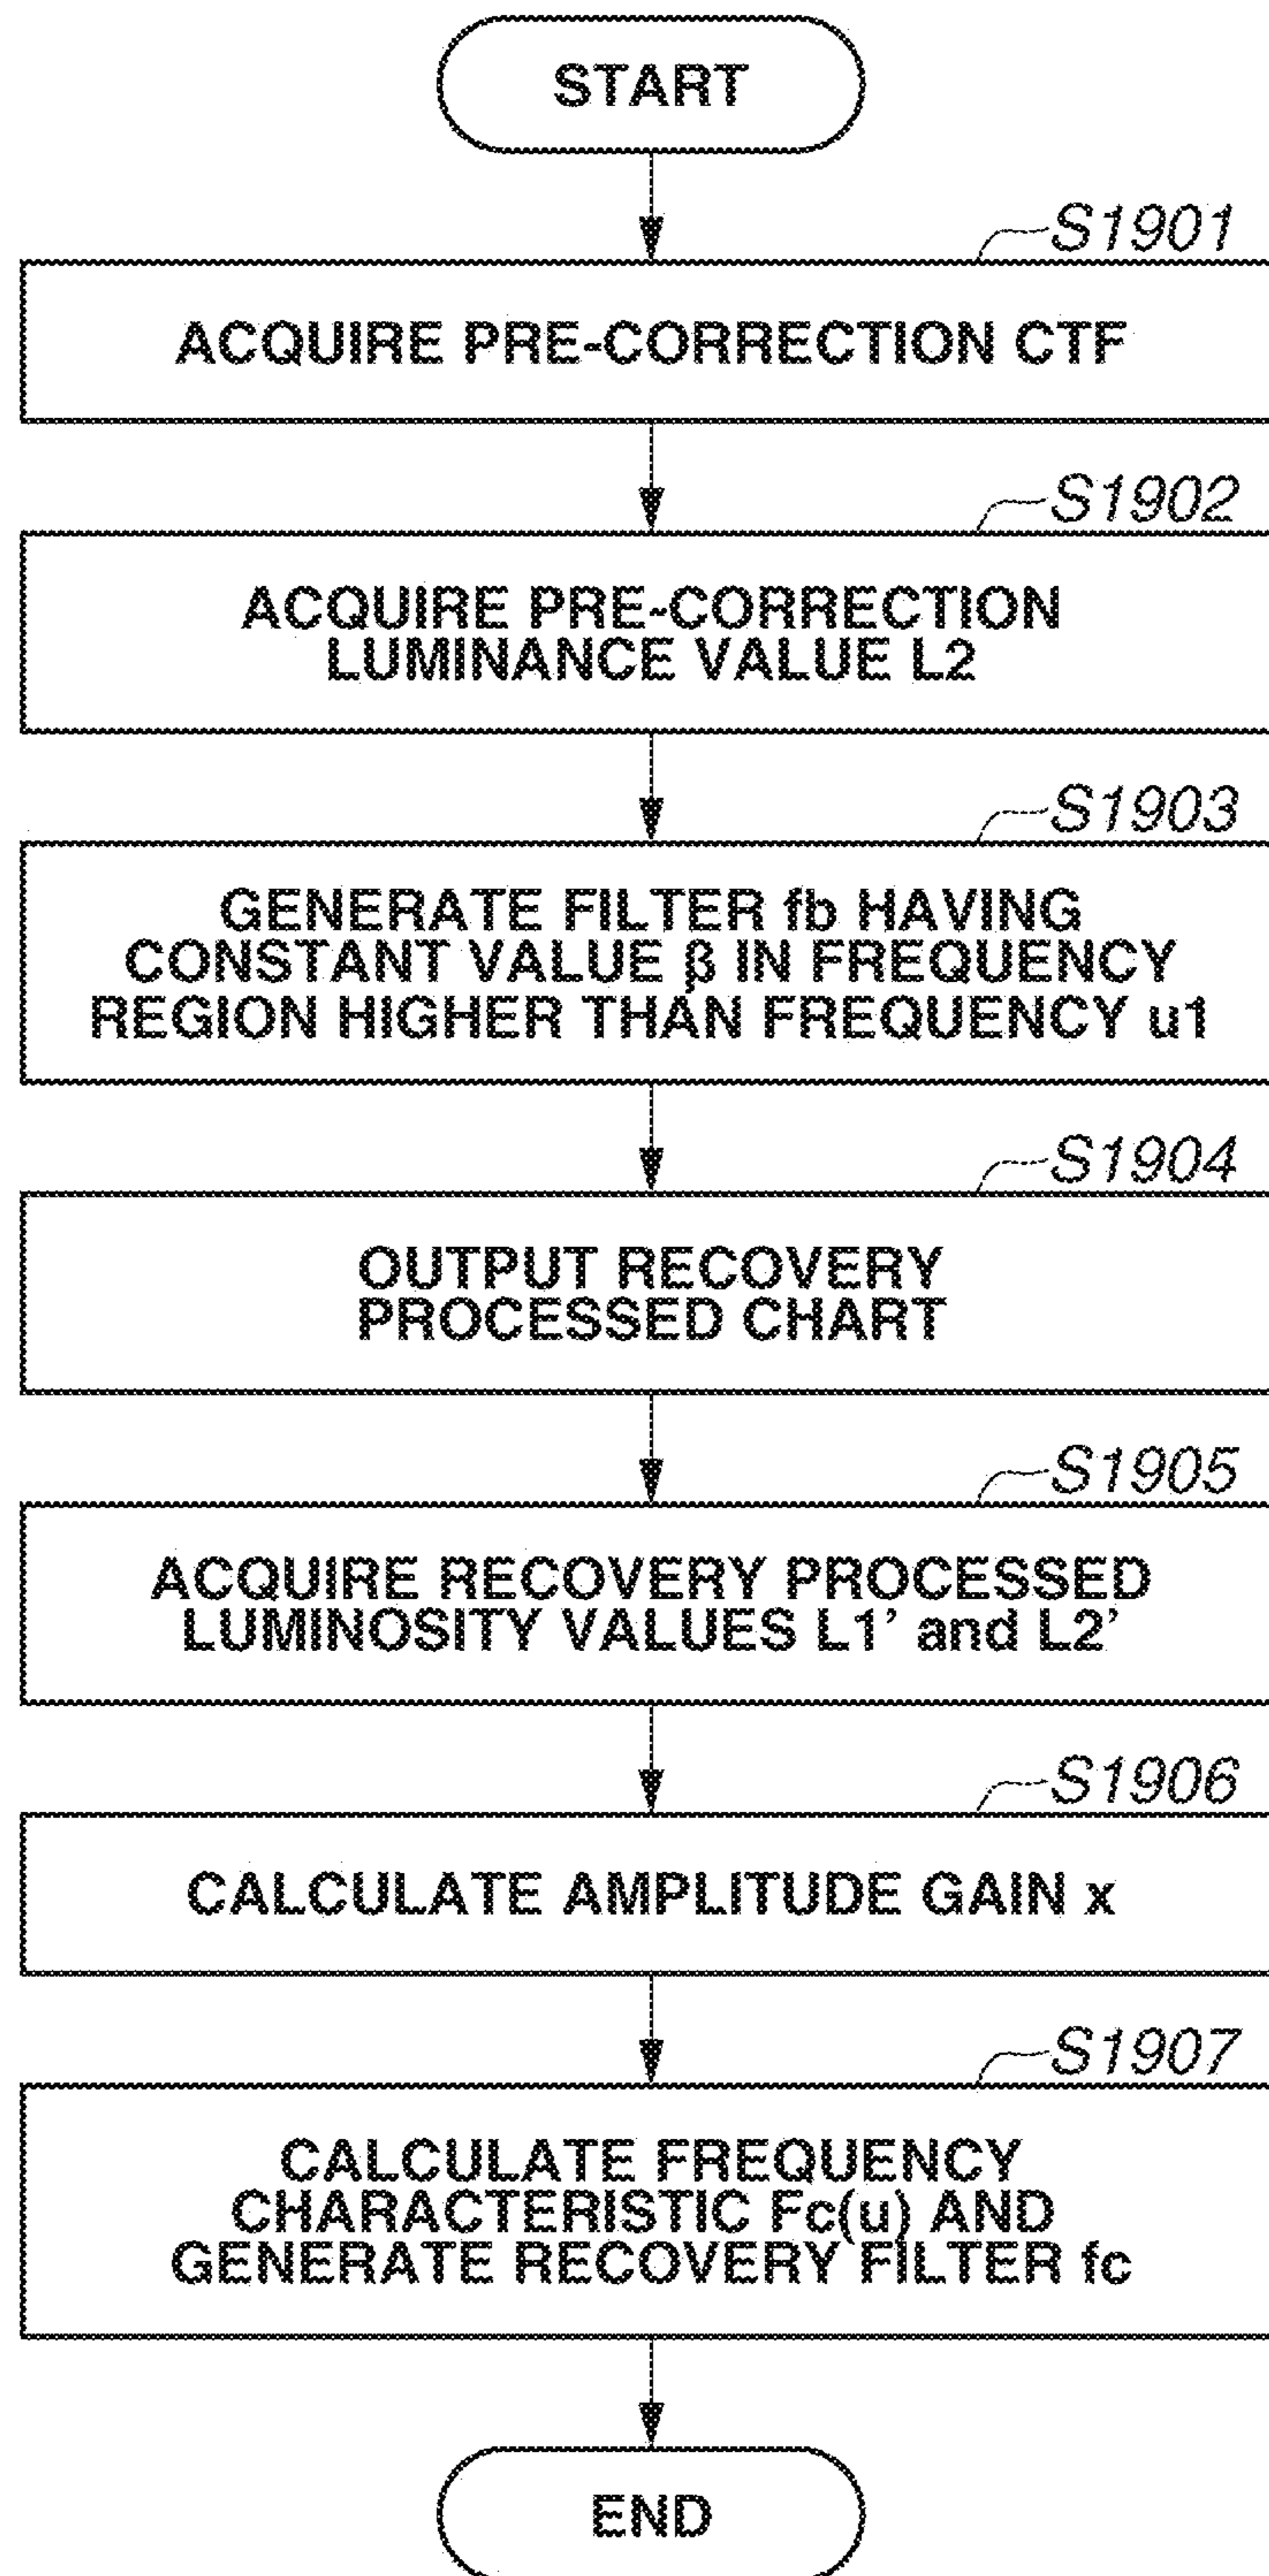 START
S1901
ACQUIRE PRE-CORRECTION CTF
S1902
ACQUIRE PRE-CORRECTION
LUMINANCE VALUE L2
S1903
GENERATE FILTER fb HAVING
CONSTANT VALUE β IN FREQUENCY
REGION HIGHER THAN FREQUENCY u1
S1904
OUTPUT RECOVERY
PROCESSED CHART
S1905
ACQUIRE RECOVERY PROCESSED
LUMINOSITY VALUES L1’ and L2’
S1906
CALCULATE AMPLITUDE GAIN x
S1907
CALCULATE FREQUENCY
CHARACTERISTIC Fc(u) AND
GENERATE RECOVERY FILTER fc
END